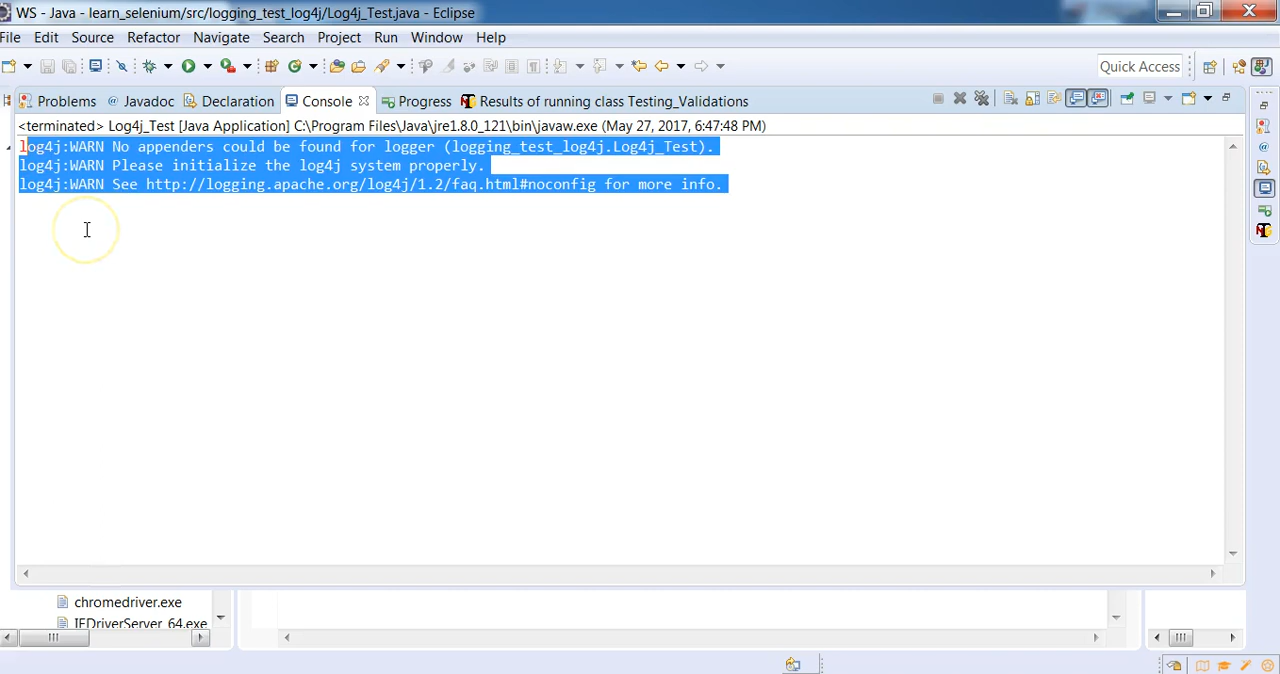 WS - Java - learn_selenium/src/logging_test_log4j/Log4j_Test.java - Eclipse
File Edit Source Refactor Navigate Search Project Run Window Help
Quick Access
Problems @ Javadoc Declaration Console Progress Results of running class Testing_Validations
<terminated> Log4j_Test [Java Application] C:\Program Files\Java\jre1.8.0_121\bin\javaw.exe (May 27, 2017, 6:47:48 PM)
log4j:WARN No appenders could be found for logger (logging_test_log4j.Log4j_Test).
log4j:WARN Please initialize the log4j system properly.
log4j:WARN See http://logging.apache.org/log4j/1.2/faq.html#noconfig for more info.
chromedriver.exe
IEDriverServer_64.exe